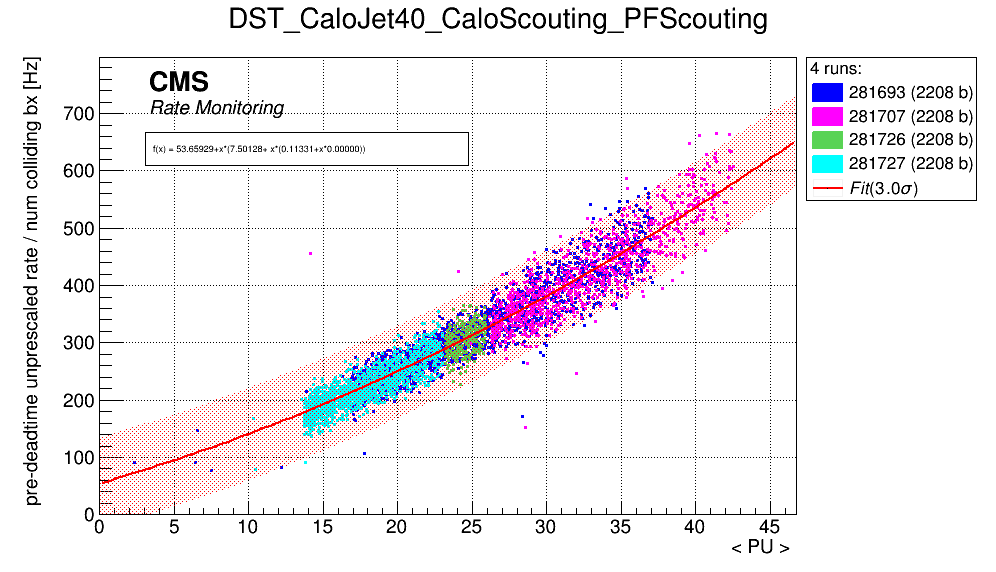 DST_CaloJet40_CaloScouting_PFScouting
pre-deadtime unprescaled rate / num colliding bx [Hz]
CMS
Rate Monitoring
f(x) = 53.65929+x*(7.50128+ x*(0.11331+x*0.00000))
700
600
500
400
300
200
100
0
0 5 10 15 20 25 30 35 40 45
< PU >
4 runs:
281693 (2208 b)
281707 (2208 b)
281726 (2208 b)
281727 (2208 b)
Fit(3.0σ)